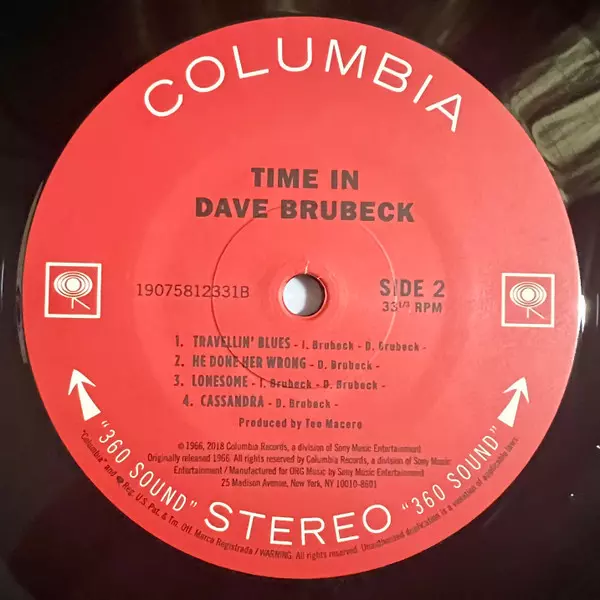 COLUMBIA
TIME IN
DAVE BRUBECK
19075812331B
SIDE 2
33 1/3 RPM
1. TRAVELLIN' BLUES - I. Brubeck - D. Brubeck -
2. HE DONE HER WRONG - D. Brubeck -
3. LONESOME - I. Brubeck - D. Brubeck -
4. CASSANDRA - D. Brubeck -
Produced by Teo Macero
© 1966, 2018 Columbia Records, a division of Sony Music Entertainment
Originally released 1966. All rights reserved by Columbia Records, a division of Sony Music
Entertainment / Manufactured for ORG Music by Sony Music Entertainment /
25 Madison Avenue, New York, NY 10010-8601
"360 SOUND" STEREO "360 SOUND"
"Columbia" and Reg. U.S. Pat. & Tm. Off. Marca Registrada / WARNING: All rights reserved. Unauthorized duplication is a violation of applicable laws.